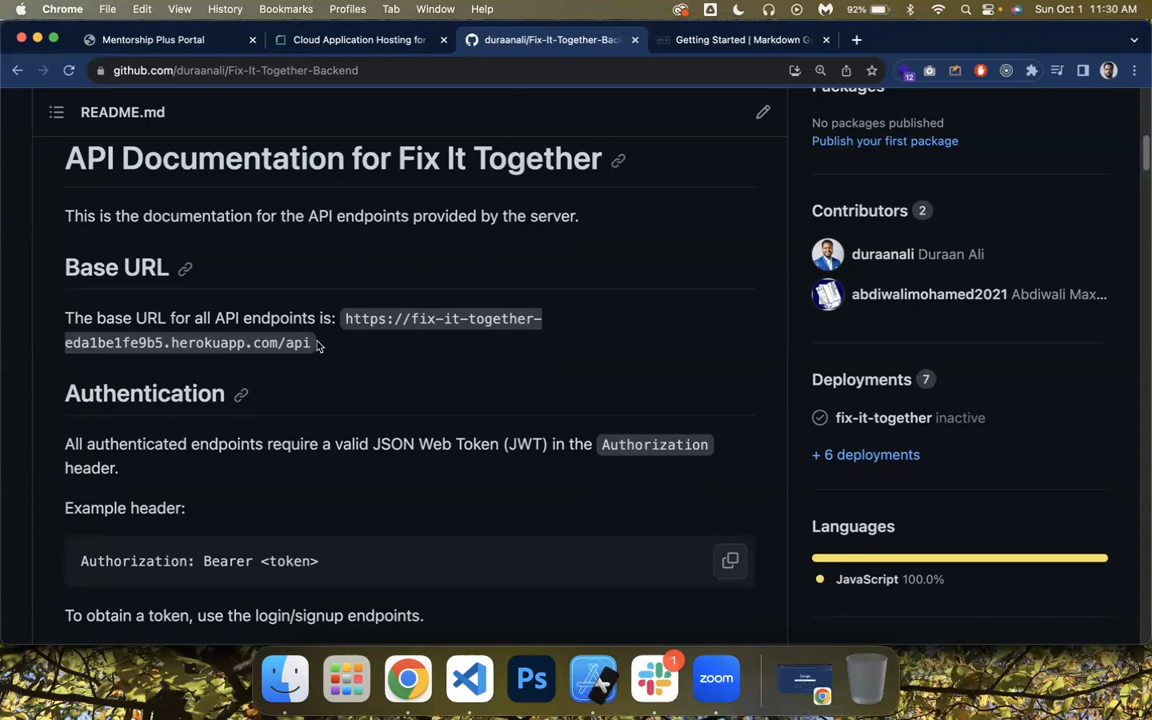 Chrome File Edit View History Bookmarks Profiles Tab Window Help 92% Sun Oct 1 11:30 AM
Mentorship Plus Portal Cloud Application Hosting for duraanali/Fix-It-Together-Bac Getting Started | Markdown G
github.com/duraanali/Fix-It-Together-Backend 12
README.md
API Documentation for Fix It Together
This is the documentation for the API endpoints provided by the server.
Base URL
The base URL for all API endpoints is: https://fix-it-together-
eda1be1fe9b5.herokuapp.com/api
Authentication
All authenticated endpoints require a valid JSON Web Token (JWT) in the Authorization
header.
Example header:
Authorization: Bearer <token>
To obtain a token, use the login/signup endpoints.
Packages
No packages published
Publish your first package
Contributors 2
duraanali Duraan Ali
abdiwalimohamed2021 Abdiwali Max...
Deployments 7
fix-it-together inactive
+ 6 deployments
Languages
JavaScript 100.0%
Ps
1
zoom